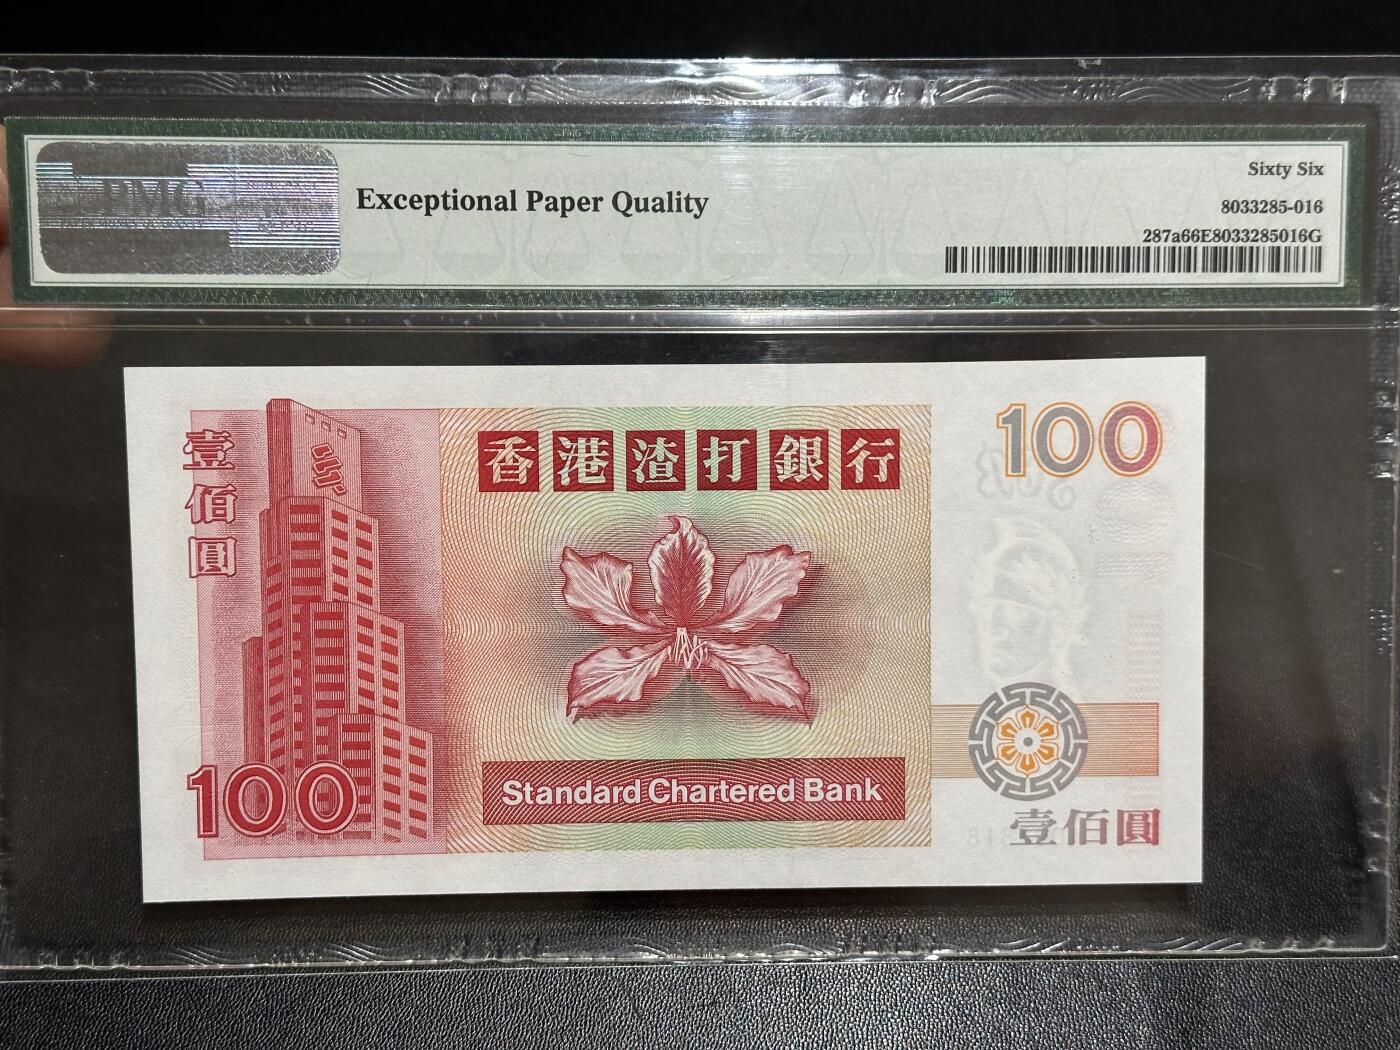 PMG
Exceptional Paper Quality
Sixty Six
8033285-016
287a66E8033285016G
壹佰圓
香港渣打銀行
100
Standard Chartered Bank
100
壹佰圓